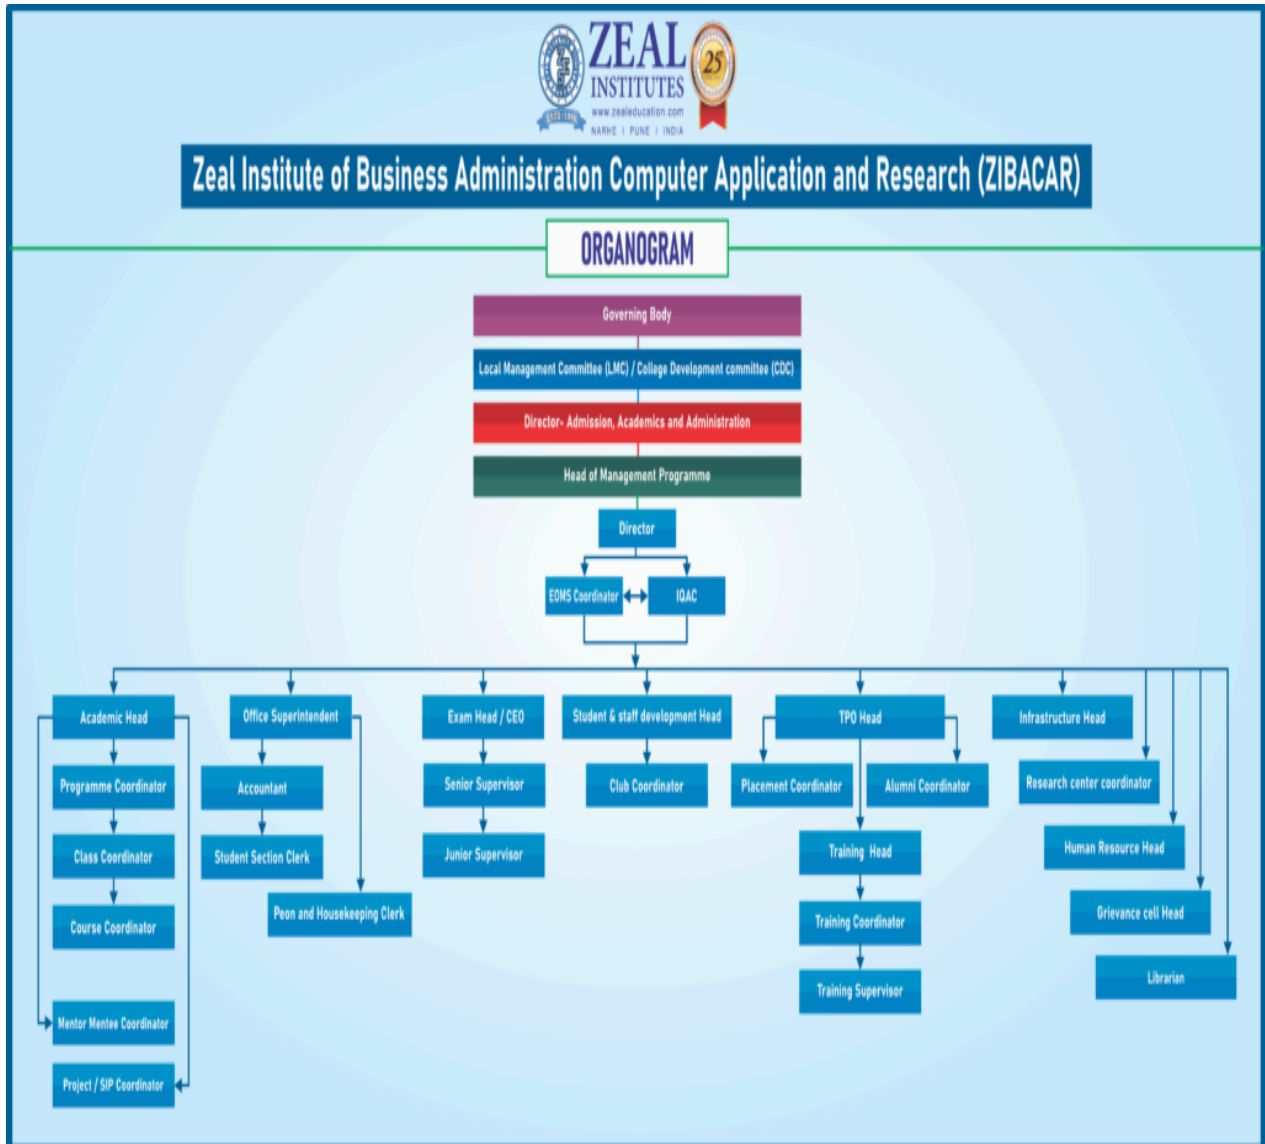 ZEAL
INSTITUTES
www.zealeducation.com
NARHE | PUNE | INDIA
ESTD 1996
25
Zeal Institute of Business Administration Computer Application and Research (ZIBACAR)
ORGANOGRAM
Governing Body
Local Management Committee (LMC) / College Development committee (CDC)
Director- Admission, Academics and Administration
Head of Management Programme
Director
EOMS Coordinator
IQAC
Academic Head
Office Superintendent
Exam Head / CEO
Student & staff development Head
TPO Head
Infrastructure Head
Programme Coordinator
Accountant
Senior Supervisor
Club Coordinator
Placement Coordinator
Alumni Coordinator
Research center coordinator
Class Coordinator
Student Section Clerk
Junior Supervisor
Training Head
Human Resource Head
Course Coordinator
Peon and Housekeeping Clerk
Training Coordinator
Grievance cell Head
Training Supervisor
Librarian
Mentor Mentee Coordinator
Project / SIP Coordinator